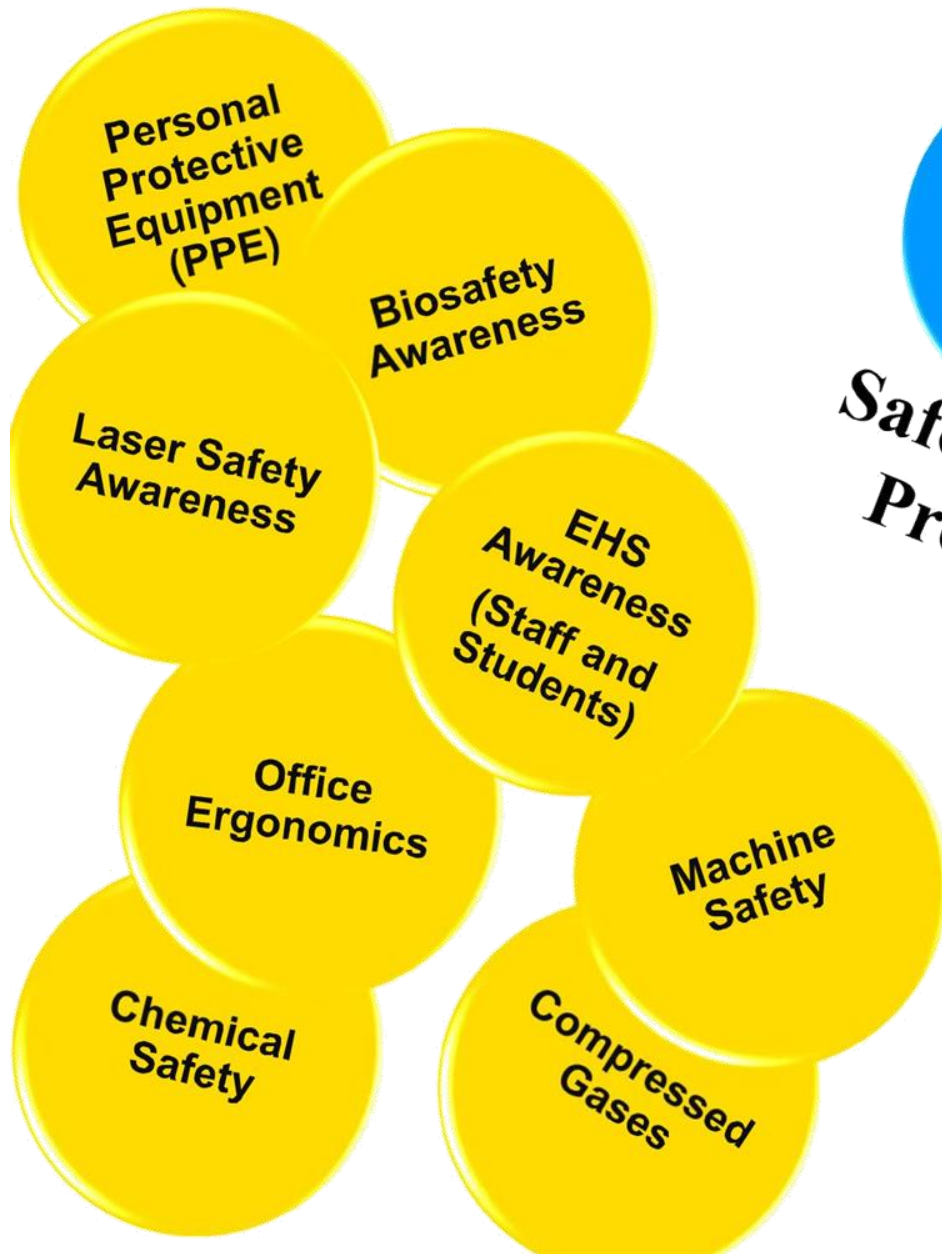 Personal
Protective
Equipment
(PPE)
Biosafety
Awareness
Laser Safety
Awareness
EHS
Awareness
(Staff and
Students)
Office
Ergonomics
Machine
Safety
Chemical
Safety
Compressed
Gases